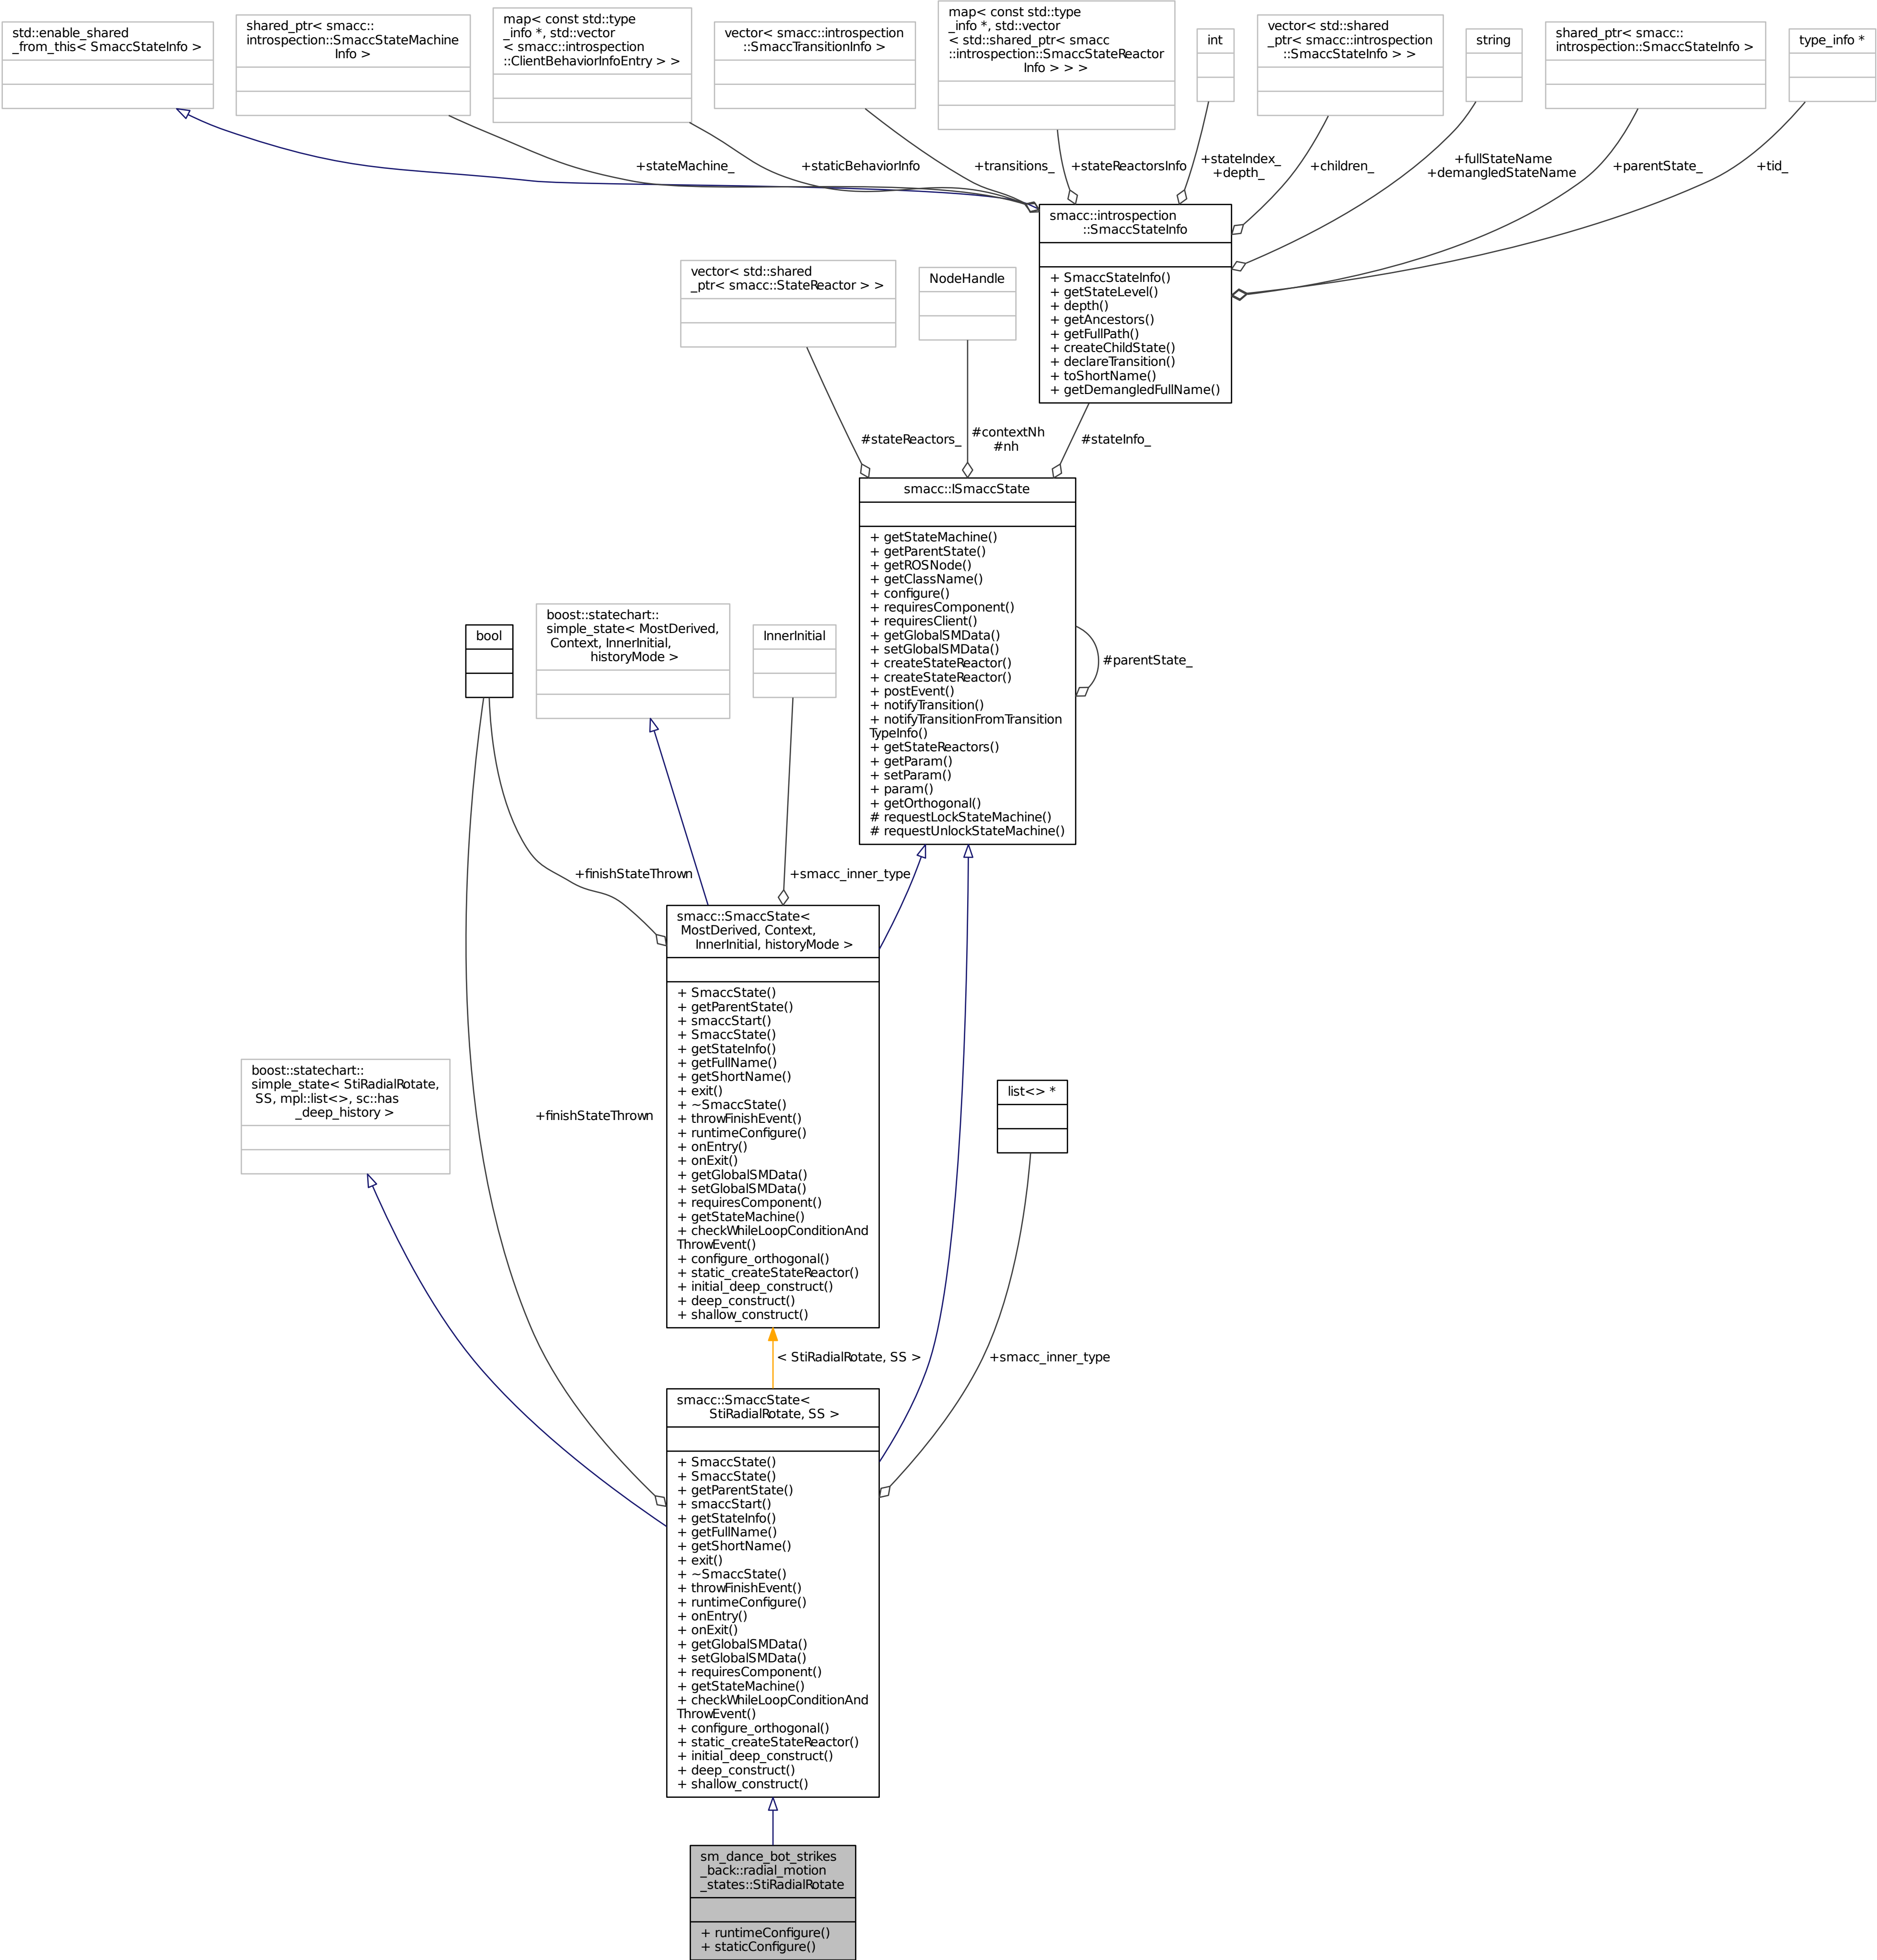 std::enable_shared
_from_this< SmaccStateInfo >
shared_ptr< smacc::
introspection::SmaccStateMachine
Info >
map< const std::type
_info *, std::vector
< smacc::introspection
::ClientBehaviorInfoEntry > >
vector< smacc::introspection
::SmaccTransitionInfo >
map< const std::type
_info *, std::vector
< std::shared_ptr< smacc
::introspection::SmaccStateReactor
Info > > >
int
vector< std::shared
_ptr< smacc::introspection
::SmaccStateInfo > >
string
shared_ptr< smacc::
introspection::SmaccStateInfo >
type_info *
+stateMachine_
+staticBehaviorInfo
+transitions_
+stateReactorsInfo
+stateIndex_
+depth_
+children_
+fullStateName
+demangledStateName
+parentState_
+tid_
smacc::introspection
::SmaccStateInfo
+ SmaccStateInfo()
+ getStateLevel()
+ depth()
+ getAncestors()
+ getFullPath()
+ createChildState()
+ declareTransition()
+ toShortName()
+ getDemangledFullName()
vector< std::shared
_ptr< smacc::StateReactor > >
NodeHandle
#stateReactors_
#contextNh
#nh
#stateInfo_
smacc::ISmaccState
+ getStateMachine()
+ getParentState()
+ getROSNode()
+ getClassName()
+ configure()
+ requiresComponent()
+ requiresClient()
+ getGlobalSMData()
+ setGlobalSMData()
+ createStateReactor()
+ createStateReactor()
+ postEvent()
+ notifyTransition()
+ notifyTransitionFromTransition
TypeInfo()
+ getStateReactors()
+ getParam()
+ setParam()
+ param()
+ getOrthogonal()
# requestLockStateMachine()
# requestUnlockStateMachine()
#parentState_
bool
boost::statechart::
simple_state< MostDerived,
Context, InnerInitial,
historyMode >
InnerInitial
+finishStateThrown
+smacc_inner_type
smacc::SmaccState<
MostDerived, Context,
InnerInitial, historyMode >
+ SmaccState()
+ getParentState()
+ smaccStart()
+ SmaccState()
+ getStateInfo()
+ getFullName()
+ getShortName()
+ exit()
+ ~SmaccState()
+ throwFinishEvent()
+ runtimeConfigure()
+ onEntry()
+ onExit()
+ getGlobalSMData()
+ setGlobalSMData()
+ requiresComponent()
+ getStateMachine()
+ checkWhileLoopConditionAnd
ThrowEvent()
+ configure_orthogonal()
+ static_createStateReactor()
+ initial_deep_construct()
+ deep_construct()
+ shallow_construct()
boost::statechart::
simple_state< StiRadialRotate,
SS, mpl::list<>, sc::has
_deep_history >
+finishStateThrown
list<> *
< StiRadialRotate, SS >
+smacc_inner_type
smacc::SmaccState<
StiRadialRotate, SS >
+ SmaccState()
+ SmaccState()
+ getParentState()
+ smaccStart()
+ getStateInfo()
+ getFullName()
+ getShortName()
+ exit()
+ ~SmaccState()
+ throwFinishEvent()
+ runtimeConfigure()
+ onEntry()
+ onExit()
+ getGlobalSMData()
+ setGlobalSMData()
+ requiresComponent()
+ getStateMachine()
+ checkWhileLoopConditionAnd
ThrowEvent()
+ configure_orthogonal()
+ static_createStateReactor()
+ initial_deep_construct()
+ deep_construct()
+ shallow_construct()
sm_dance_bot_strikes
_back::radial_motion
_states::StiRadialRotate
+ runtimeConfigure()
+ staticConfigure()